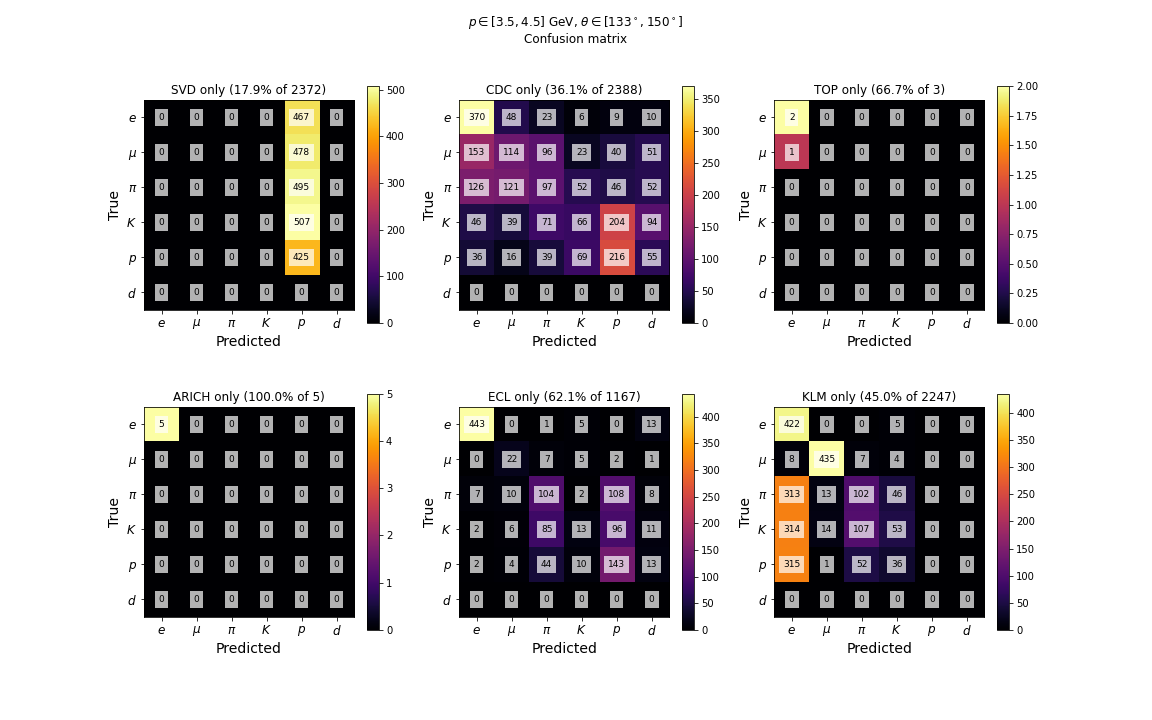 p ∈ [3.5, 4.5] GeV, θ ∈ [133°, 150°]
Confusion matrix
SVD only (17.9% of 2372)
True
e 0 0 0 0 467 0
μ 0 0 0 0 478 0
π 0 0 0 0 495 0
K 0 0 0 0 507 0
p 0 0 0 0 425 0
d 0 0 0 0 0 0
e μ π K p d
Predicted
500
400
300
200
100
0
CDC only (36.1% of 2388)
True
e 370 48 23 6 9 10
μ 153 114 96 23 40 51
π 126 121 97 52 46 52
K 46 39 71 66 204 94
p 36 16 39 69 216 55
d 0 0 0 0 0 0
e μ π K p d
Predicted
350
300
250
200
150
100
50
0
TOP only (66.7% of 3)
True
e 2 0 0 0 0 0
μ 1 0 0 0 0 0
π 0 0 0 0 0 0
K 0 0 0 0 0 0
p 0 0 0 0 0 0
d 0 0 0 0 0 0
e μ π K p d
Predicted
2.00
1.75
1.50
1.25
1.00
0.75
0.50
0.25
0.00
ARICH only (100.0% of 5)
True
e 5 0 0 0 0 0
μ 0 0 0 0 0 0
π 0 0 0 0 0 0
K 0 0 0 0 0 0
p 0 0 0 0 0 0
d 0 0 0 0 0 0
e μ π K p d
Predicted
5
4
3
2
1
0
ECL only (62.1% of 1167)
True
e 443 0 1 5 0 13
μ 0 22 7 5 2 1
π 7 10 104 2 108 8
K 2 6 85 13 96 11
p 2 4 44 10 143 13
d 0 0 0 0 0 0
e μ π K p d
Predicted
400
350
300
250
200
150
100
50
0
KLM only (45.0% of 2247)
True
e 422 0 0 5 0 0
μ 8 435 7 4 0 0
π 313 13 102 46 0 0
K 314 14 107 53 0 0
p 315 1 52 36 0 0
d 0 0 0 0 0 0
e μ π K p d
Predicted
400
350
300
250
200
150
100
50
0